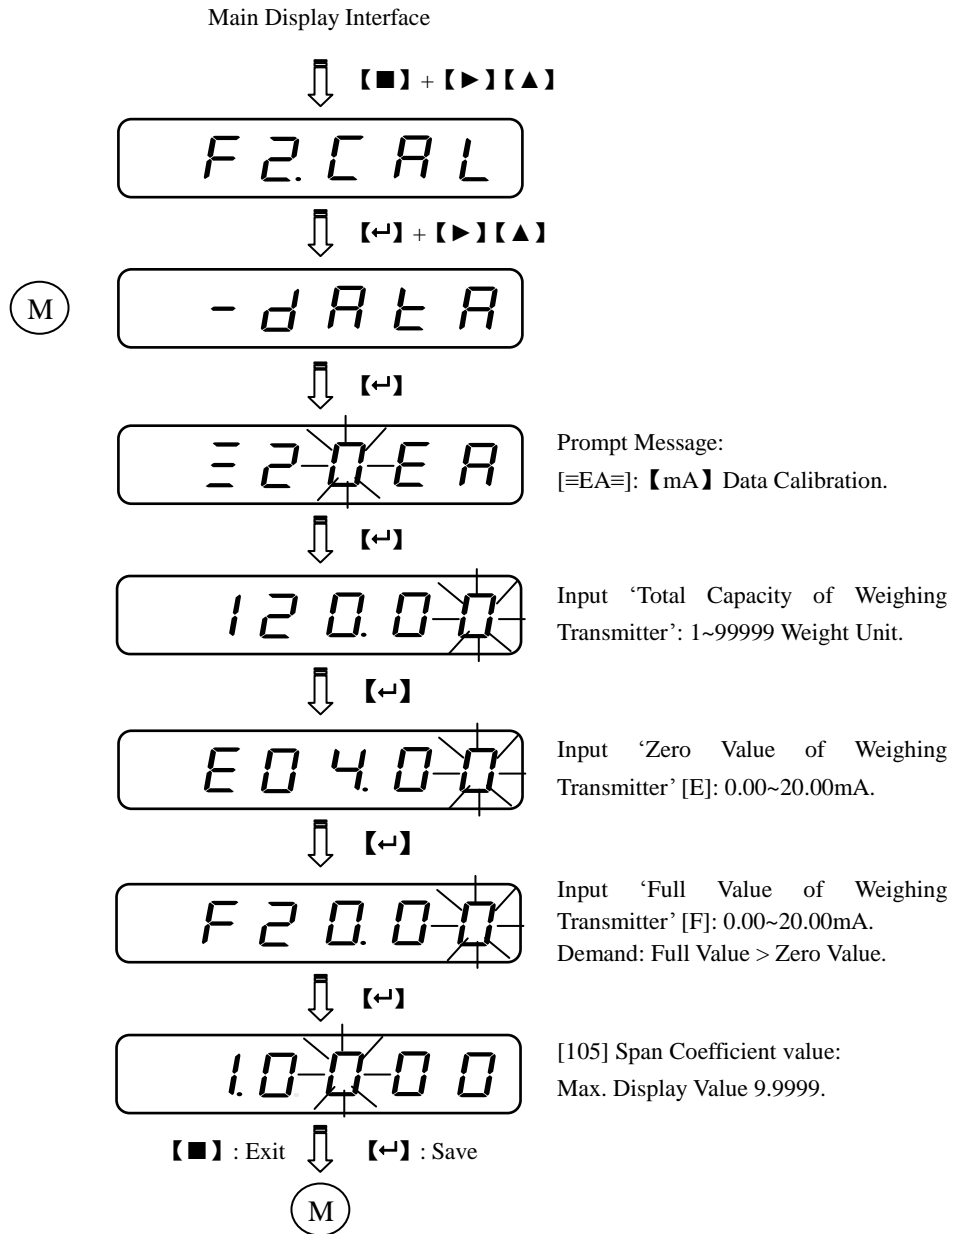 Main Display Interface
【■】 + 【►】【▲】
F2.CAL
【↵】 + 【►】【▲】
M
-dAtA
【↵】
≡20EA
Prompt Message:
[≡EA≡]: 【mA】 Data Calibration.
【↵】
120.00
Input ‘Total Capacity of Weighing
Transmitter’: 1~99999 Weight Unit.
【↵】
E04.00
Input ‘Zero Value of Weighing
Transmitter’ [E]: 0.00~20.00mA.
【↵】
F20.00
Input ‘Full Value of Weighing
Transmitter’ [F]: 0.00~20.00mA.
Demand: Full Value > Zero Value.
【↵】
1.0000
[105] Span Coefficient value:
Max. Display Value 9.9999.
【■】 : Exit 【↵】 : Save
M